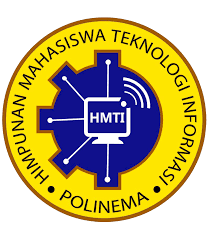 HIMPUNAN MAHASISWA TEKNOLOGI INFORMASI
HMTI
• POLINEMA •